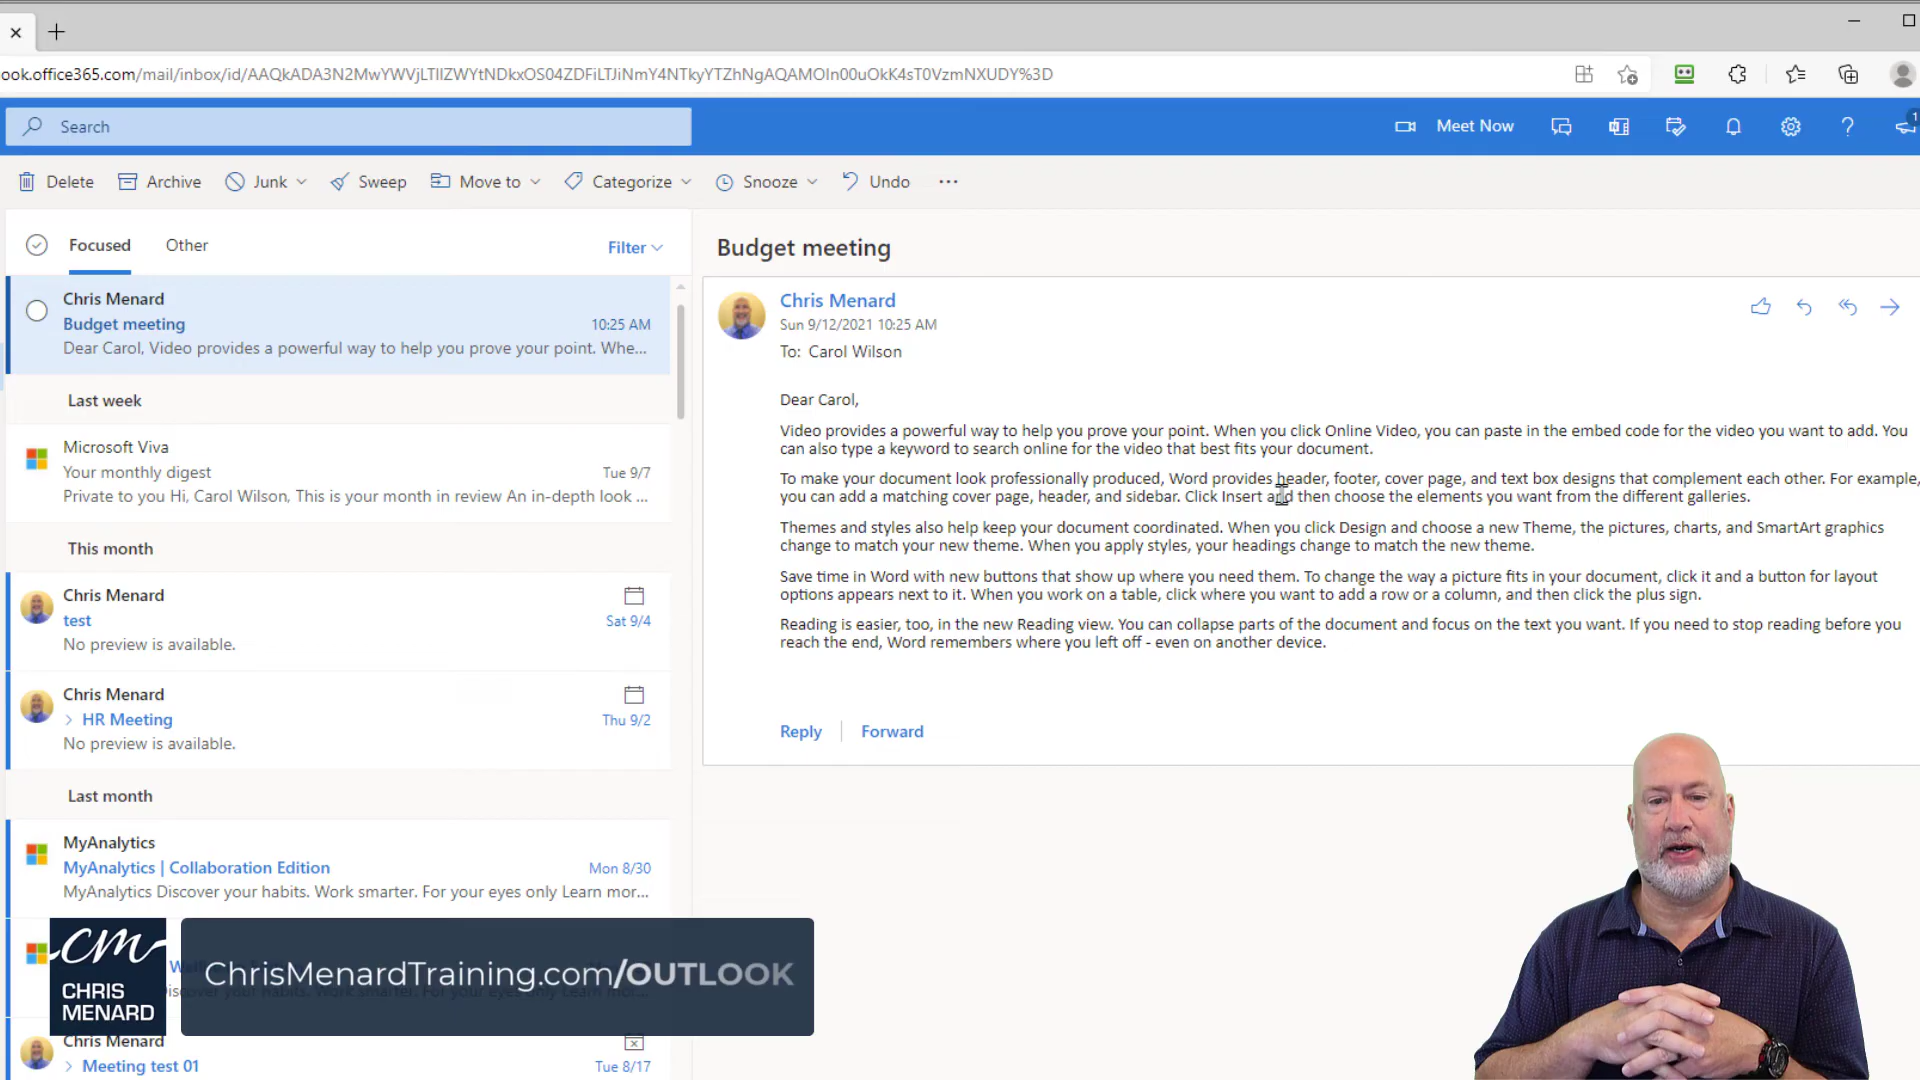 ook.office365.com/mail/inbox/id/AAQkADA3N2MwYWVjLTllZWYtNDkxOS04ZDFiLTJiNmY4NTkyYTZhNgAQAMOIn00uOkK4sT0VzmNXUDY%3D
Search
Meet Now
1
Delete
Archive
Junk
Sweep
Move to
Categorize
Snooze
Undo
Focused
Other
Filter
Chris Menard
Budget meeting
10:25 AM
Dear Carol, Video provides a powerful way to help you prove your point. Whe...
Last week
Microsoft Viva
Your monthly digest
Tue 9/7
Private to you Hi, Carol Wilson, This is your month in review An in-depth look ...
This month
Chris Menard
test
Sat 9/4
No preview is available.
Chris Menard
HR Meeting
Thu 9/2
No preview is available.
Last month
MyAnalytics
MyAnalytics | Collaboration Edition
Mon 8/30
MyAnalytics Discover your habits. Work smarter. For your eyes only Learn mor...
Chris Menard
Meeting test 01
Tue 8/17
Budget meeting
Chris Menard
Sun 9/12/2021 10:25 AM
To: Carol Wilson
Dear Carol,
Video provides a powerful way to help you prove your point. When you click Online Video, you can paste in the embed code for the video you want to add. You
can also type a keyword to search online for the video that best fits your document.
To make your document look professionally produced, Word provides header, footer, cover page, and text box designs that complement each other. For example,
you can add a matching cover page, header, and sidebar. Click Insert and then choose the elements you want from the different galleries.
Themes and styles also help keep your document coordinated. When you click Design and choose a new Theme, the pictures, charts, and SmartArt graphics
change to match your new theme. When you apply styles, your headings change to match the new theme.
Save time in Word with new buttons that show up where you need them. To change the way a picture fits in your document, click it and a button for layout
options appears next to it. When you work on a table, click where you want to add a row or a column, and then click the plus sign.
Reading is easier, too, in the new Reading view. You can collapse parts of the document and focus on the text you want. If you need to stop reading before you
reach the end, Word remembers where you left off - even on another device.
Reply
Forward
cm
CHRIS
MENARD
ChrisMenardTraining.com/OUTLOOK